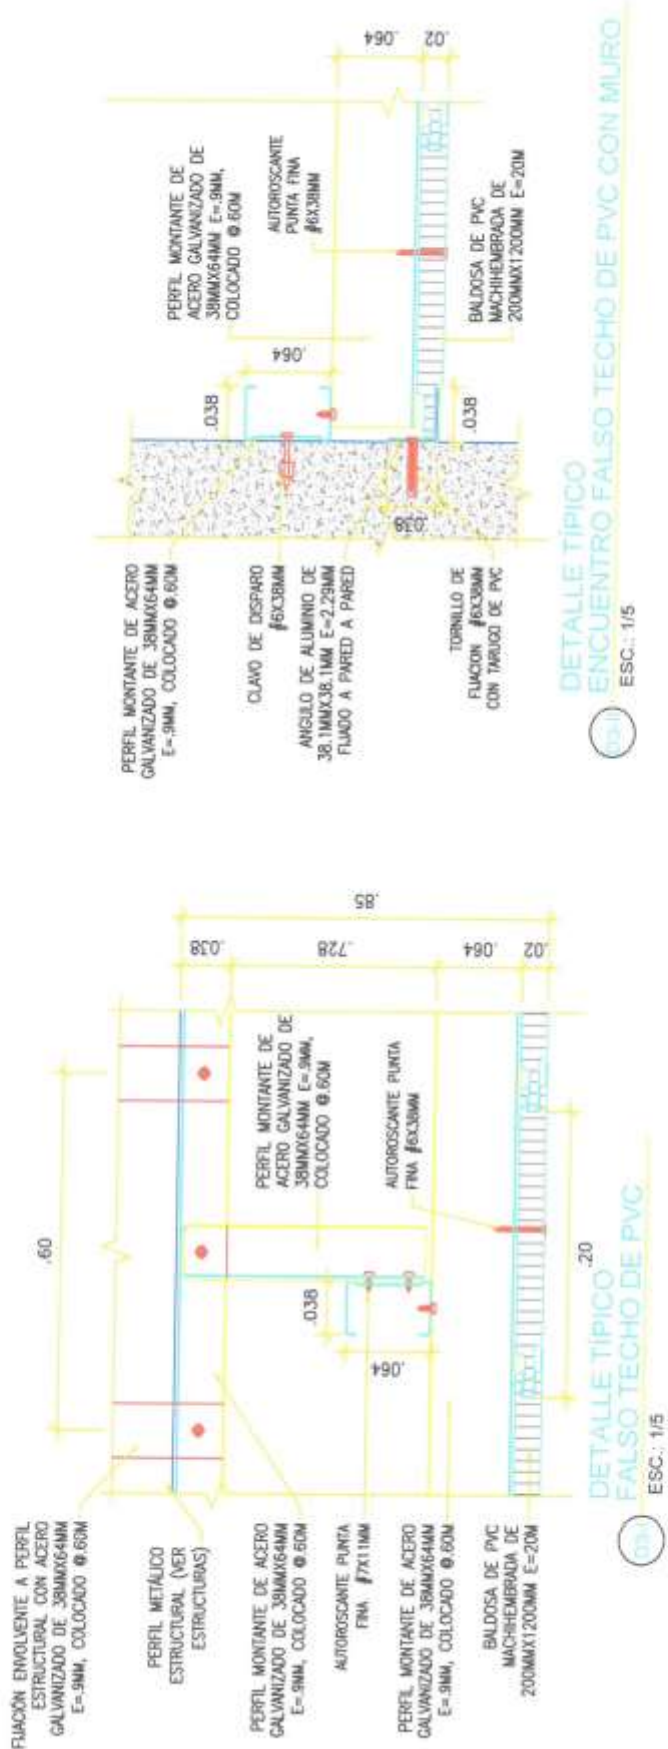 FIJACIÓN ENVOLVENTE A PERFIL
ESTRUCTURAL CON ACERO
GALVANIZADO DE 38MMX64MM
E=.9MM, COLOCADO @.60M
PERFIL METÁLICO
ESTRUCTURAL (VER
ESTRUCTURAS)
PERFIL MONTANTE DE ACERO
GALVANIZADO DE 38MMX64MM
E=.9MM, COLOCADO @.60M
AUTOROSCANTE PUNTA
FINA #7X11MM
PERFIL MONTANTE DE ACERO
GALVANIZADO DE 38MMX64MM
E=.9MM, COLOCADO @.60M
BALDOSA DE PVC
MACHIHEMBRADA DE
200MMX1200MM E=20M
.60
.038
.064
PERFIL MONTANTE DE
ACERO GALVANIZADO DE
38MMX64MM E=.9MM,
COLOCADO @.60M
AUTOROSCANTE PUNTA
FINA #6X38MM
.20
.038
.728
.064
.02
.85
DETALLE TÍPICO
FALSO TECHO DE PVC
ESC.: 1/5
PERFIL MONTANTE DE ACERO
GALVANIZADO DE 38MMX64MM
E=.9MM, COLOCADO @.60M
CLAVO DE DISPARO
#6X38MM
ANGULO DE ALUMINIO DE
38.1MMX38.1MM E=2.29MM
FIJADO A PARED A PARED
TORNILLO DE
FIJACION #6X38MM
CON TARUGO DE PVC
.038
.064
.038
.038
PERFIL MONTANTE DE
ACERO GALVANIZADO DE
38MMX64MM E=.9MM,
COLOCADO @.60M
AUTOROSCANTE
PUNTA FINA
#6X38MM
BALDOSA DE PVC
MACHIHEMBRADA DE
200MMX1200MM E=20M
.064
.02
DETALLE TÍPICO
ENCUENTRO FALSO TECHO DE PVC CON MURO
ESC.: 1/5